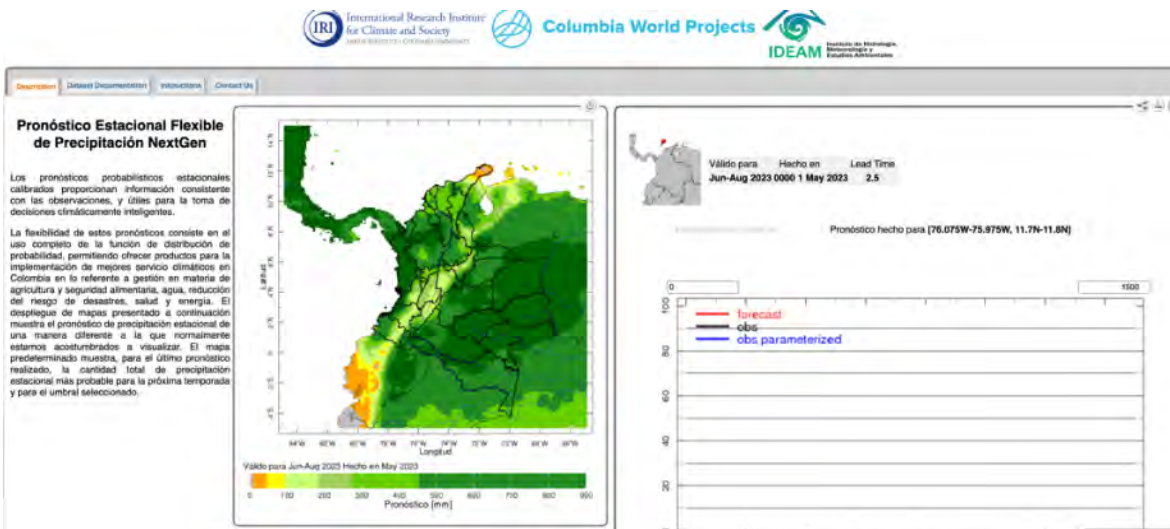 IRI
International Research Institute
for Climate and Society
Columbia World Projects
IDEAM
Instituto de Hidrología,
Meteorología y
Estudios Ambientales
Description
Dataset Documentation
Instructions
Contact Us
Pronóstico Estacional Flexible
de Precipitación NextGen
Los pronósticos probabilísticos estacionales
calibrados proporcionan información consistente
con las observaciones, y útiles para la toma de
decisiones climáticamente inteligentes.
La flexibilidad de estos pronósticos consiste en el
uso completo de la función de distribución de
probabilidad, permitiendo ofrecer productos para la
implementación de mejores servicio climáticos en
Colombia en lo referente a gestión en materia de
agricultura y seguridad alimentaria, agua, reducción
del riesgo de desastres, salud y energía. El
despliegue de mapas presentado a continuación
muestra el pronóstico de precipitación estacional de
una manera diferente a la que normalmente
estamos acostumbrados a visualizar. El mapa
predeterminado muestra, para el último pronóstico
realizado, la cantidad total de precipitación
estacional más probable para la próxima temporada
y para el umbral seleccionado.
Latitud
Longitud
Válido para Jun-Aug 2023 Hecho en May 2023
0 100 200 300 450 600 700 800 900
Pronóstico [mm]
Válido para Hecho en Lead Time
Jun-Aug 2023 0000 1 May 2023 2.5
Pronóstico hecho para [76.075W-75.975W, 11.7N-11.8N]
0 1500
forecast
obs
obs parameterized
100
80
60
40
20